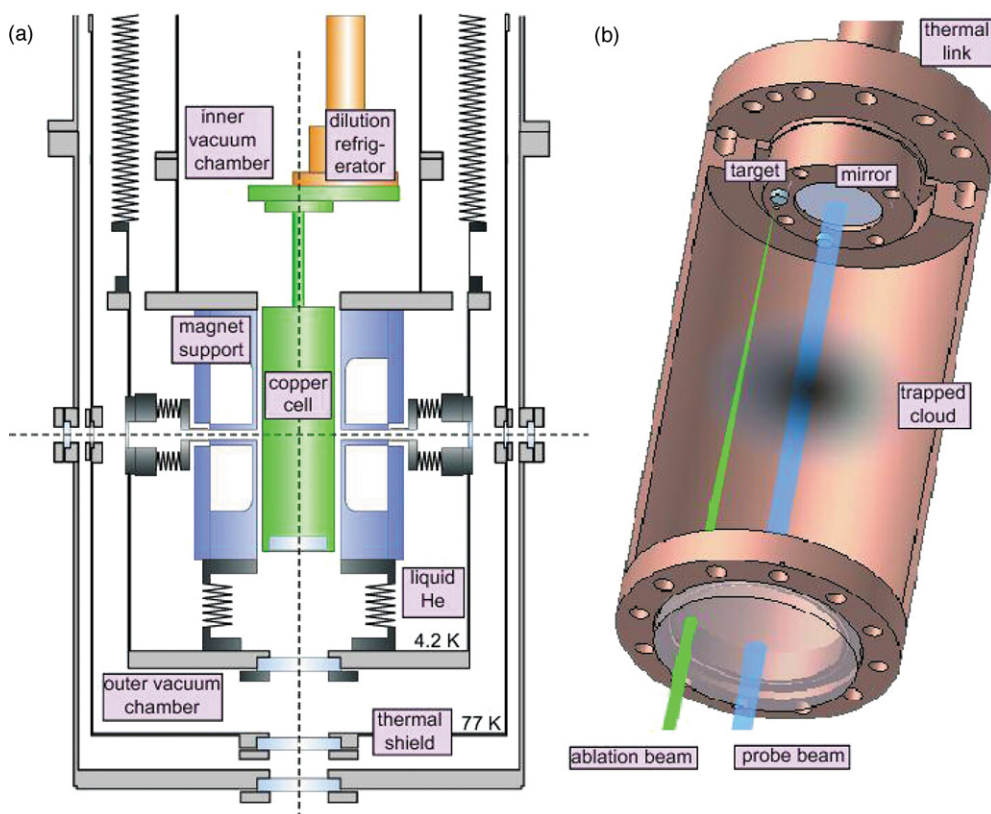 (a)
inner
vacuum
chamber
dilution
refrig-
erator
magnet
support
copper
cell
liquid
He
4.2 K
outer vacuum
chamber
77 K
thermal
shield
(b)
thermal
link
target
mirror
trapped
cloud
ablation beam
probe beam